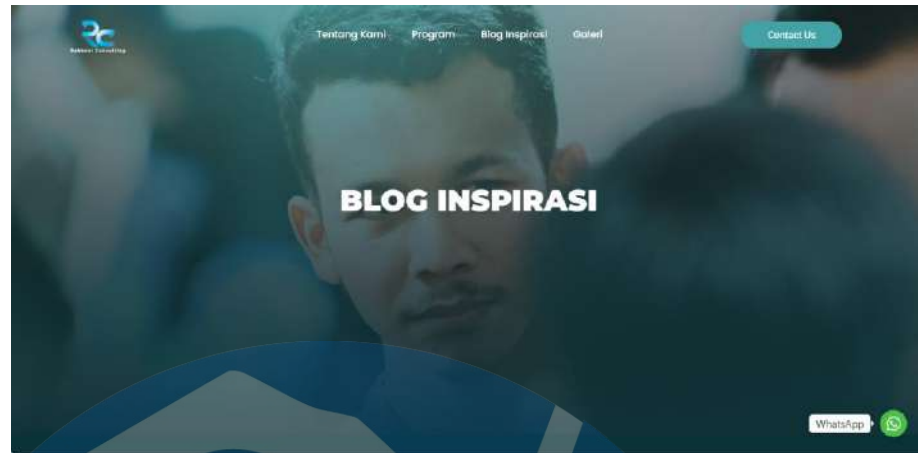 Tentang Kami
Program
Blog Inspirasi
Galeri
Contact Us
BLOG INSPIRASI
WhatsApp